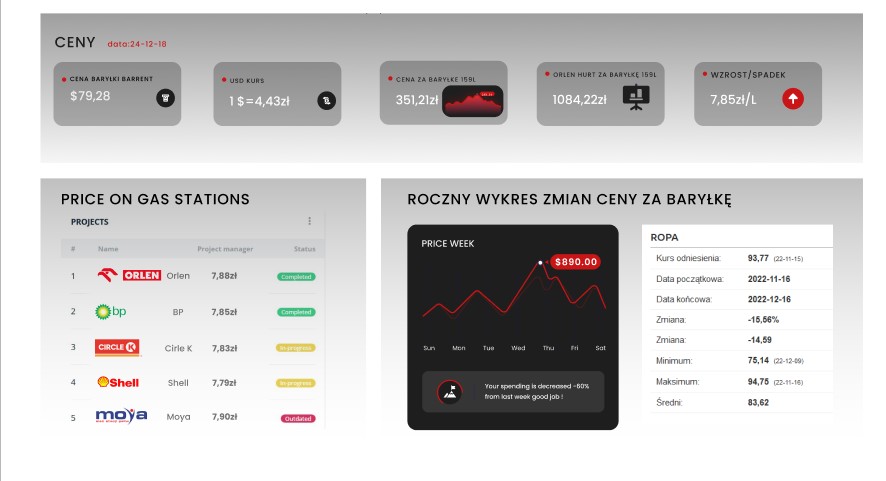 CENY data:24-12-18
CENA BARYŁKI BARRENT
$79,28
USD KURS
1 $=4,43zł
CENA ZA BARYŁKE 159L
351,21zł
ORLEN HURT ZA BARYŁKĘ 159L
1084,22zł
WZROST/SPADEK
7,85zł/L
PRICE ON GAS STATIONS
PROJECTS
# Name Project manager Status
1 ORLEN Orlen 7,88zł Completed
2 bp BP 7,85zł Completed
3 CIRCLE K Cirle K 7,83zł In progress
4 Shell Shell 7,79zł In progress
5 moya Moya 7,90zł Outdated
ROCZNY WYKRES ZMIAN CENY ZA BARYŁKĘ
PRICE WEEK
$890.00
Sun Mon Tue Wed Thu Fri Sat
Your spending is decreased -60%
from last week good job !
ROPA
Kurs odniesienia: 93,77 (22-11-15)
Data początkowa: 2022-11-16
Data końcowa: 2022-12-16
Zmiana: -15,56%
Zmiana: -14,59
Minimum: 75,14 (22-12-09)
Maksimum: 94,75 (22-11-16)
Średni: 83,62